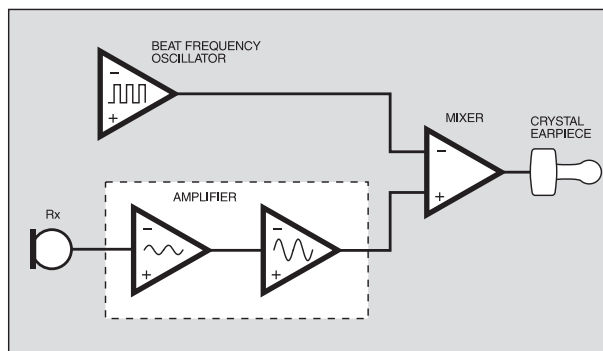 BEAT FREQUENCY
OSCILLATOR
−
+
MIXER
−
+
CRYSTAL
EARPIECE
AMPLIFIER
Rx
−
+
−
+